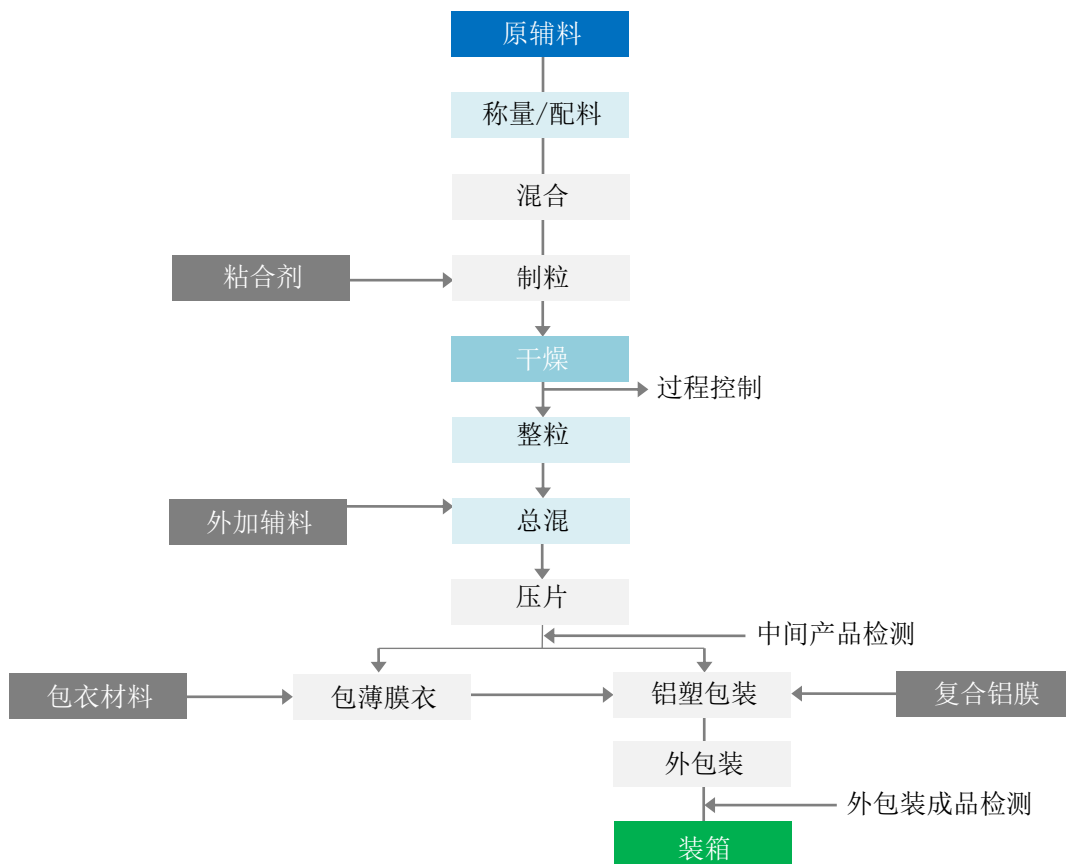 原辅料
称量/配料
混合
粘合剂
制粒
干燥
过程控制
整粒
外加辅料
总混
压片
中间产品检测
包衣材料
包薄膜衣
铝塑包装
复合铝膜
外包装
外包装成品检测
装箱